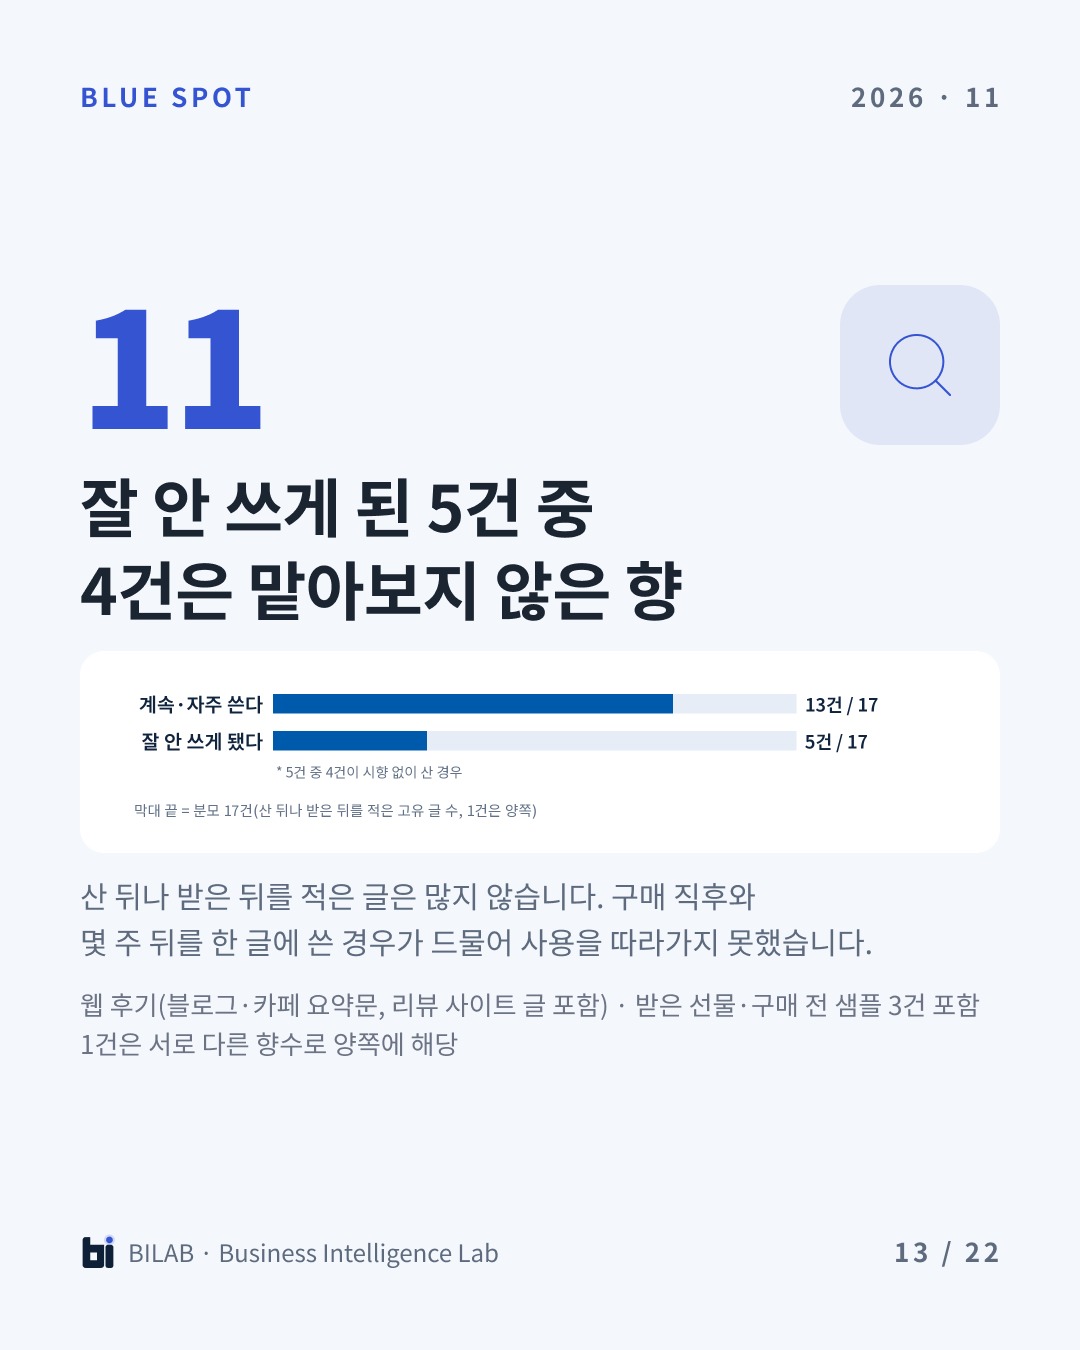 BLUE SPOT
2026 · 11
11
잘 안 쓰게 된 5건 중
4건은 맡아보지 않은 향
계속·자주 쓴다 13건 / 17
잘 안 쓰게 됐다 5건 / 17
* 5건 중 4건이 시향 없이 산 경우
막대 끝 = 분모 17건(산 뒤나 받은 뒤를 적은 고유 글 수, 1건은 양쪽)
산 뒤나 받은 뒤를 적은 글은 많지 않습니다. 구매 직후와
몇 주 뒤를 한 글에 쓴 경우가 드물어 사용을 따라가지 못했습니다.
웹 후기(블로그·카페 요약문, 리뷰 사이트 글 포함) · 받은 선물·구매 전 샘플 3건 포함
1건은 서로 다른 향수로 양쪽에 해당
bi BILAB · Business Intelligence Lab
13 / 22